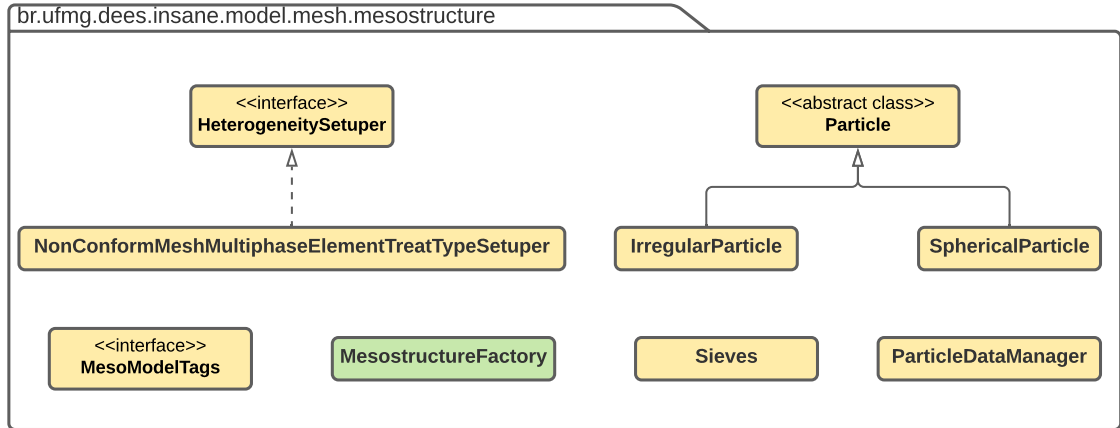 br.ufmg.dees.insane.model.mesh.mesostructure
<<interface>>
HeterogeneitySetuper
<<abstract class>>
Particle
NonConformMeshMultiphaseElementTreatTypeSetuper
IrregularParticle
SphericalParticle
<<interface>>
MesoModelTags
MesostructureFactory
Sieves
ParticleDataManager